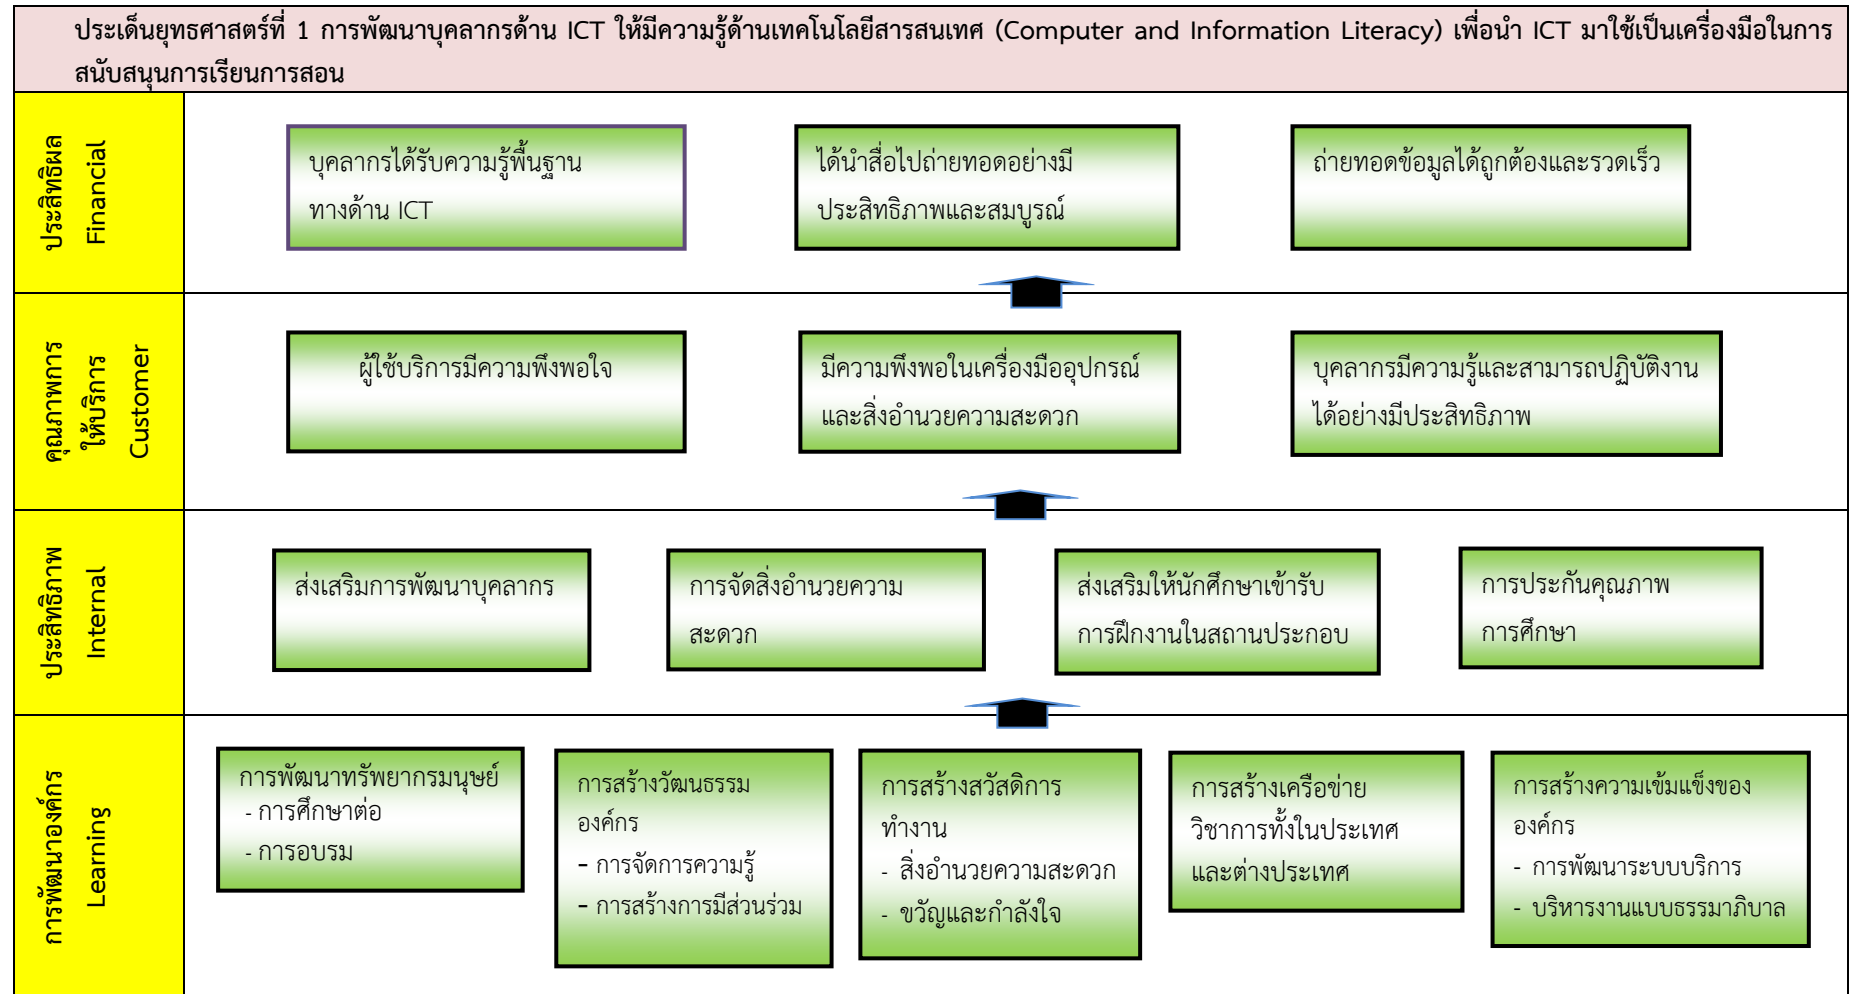 ประเด็นยุทธศาสตร์ที่ 1 การพัฒนาบุคลากรด้าน ICT ให้มีความรู้ด้านเทคโนโลยีสารสนเทศ (Computer and Information Literacy) เพื่อนำ ICT มาใช้เป็นเครื่องมือในการ
สนับสนุนการเรียนการสอน
ประสิทธิผล
Financial
บุคลากรได้รับความรู้พื้นฐาน
ทางด้าน ICT
ได้นำสื่อไปถ่ายทอดอย่างมี
ประสิทธิภาพและสมบูรณ์
ถ่ายทอดข้อมูลได้ถูกต้องและรวดเร็ว
คุณภาพการ
ให้บริการ
Customer
ผู้ใช้บริการมีความพึงพอใจ
มีความพึงพอในเครื่องมืออุปกรณ์
และสิ่งอำนวยความสะดวก
บุคลากรมีความรู้และสามารถปฏิบัติงาน
ได้อย่างมีประสิทธิภาพ
ประสิทธิภาพ
Internal
ส่งเสริมการพัฒนาบุคลากร
การจัดสิ่งอำนวยความ
สะดวก
ส่งเสริมให้นักศึกษาเข้ารับ
การฝึกงานในสถานประกอบ
การประกันคุณภาพ
การศึกษา
การพัฒนาองค์กร
Learning
การพัฒนาทรัพยากรมนุษย์
- การศึกษาต่อ
- การอบรม
การสร้างวัฒนธรรม
องค์กร
- การจัดการความรู้
- การสร้างการมีส่วนร่วม
การสร้างสวัสดิการ
ทำงาน
- สิ่งอำนวยความสะดวก
- ขวัญและกำลังใจ
การสร้างเครือข่าย
วิชาการทั้งในประเทศ
และต่างประเทศ
การสร้างความเข้มแข็งของ
องค์กร
- การพัฒนาระบบบริการ
- บริหารงานแบบธรรมาภิบาล